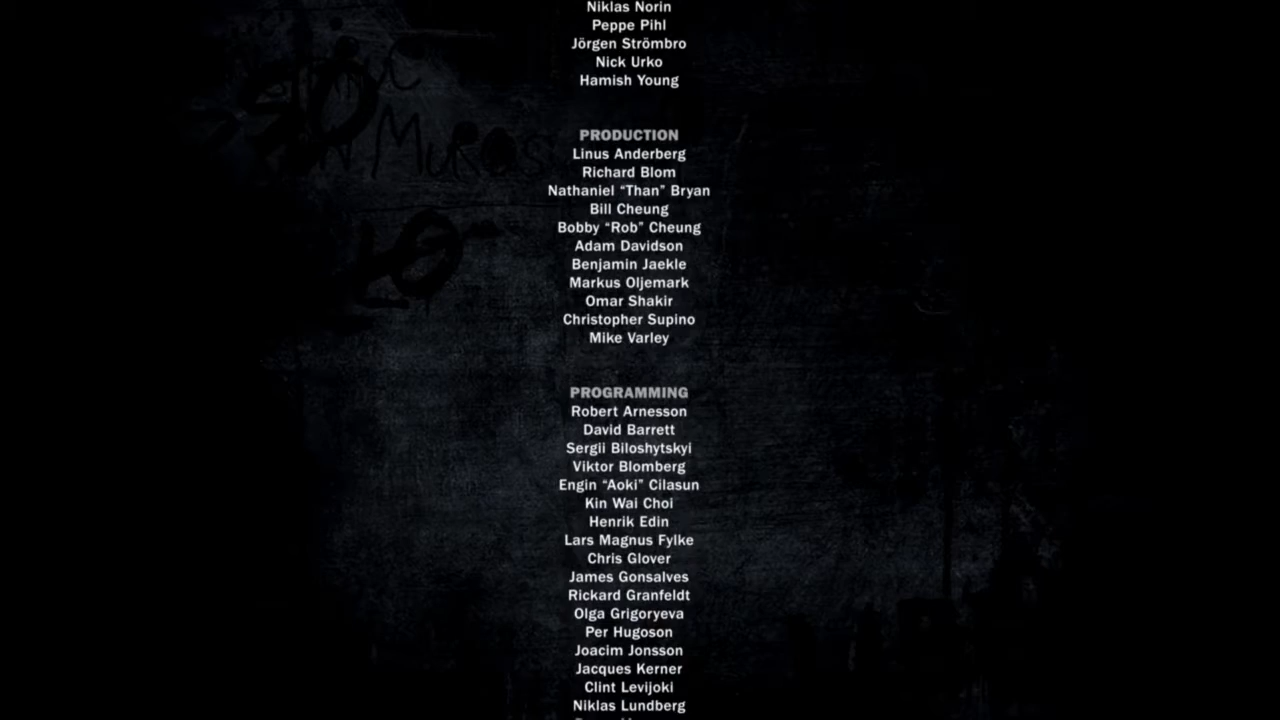 Niklas Norin
Peppe Pihl
Jörgen Strömbro
Nick Urko
Hamish Young
PRODUCTION
Linus Anderberg
Richard Blom
Nathaniel “Than” Bryan
Bill Cheung
Bobby “Rob” Cheung
Adam Davidson
Benjamin Jaekle
Markus Oljemark
Omar Shakir
Christopher Supino
Mike Varley
PROGRAMMING
Robert Arnesson
David Barrett
Sergii Biloshytskyi
Viktor Blomberg
Engin “Aoki” Cilasun
Kin Wai Choi
Henrik Edin
Lars Magnus Fylke
Chris Glover
James Gonsalves
Rickard Granfeldt
Olga Grigoryeva
Per Hugoson
Joacim Jonsson
Jacques Kerner
Clint Levijoki
Niklas Lundberg